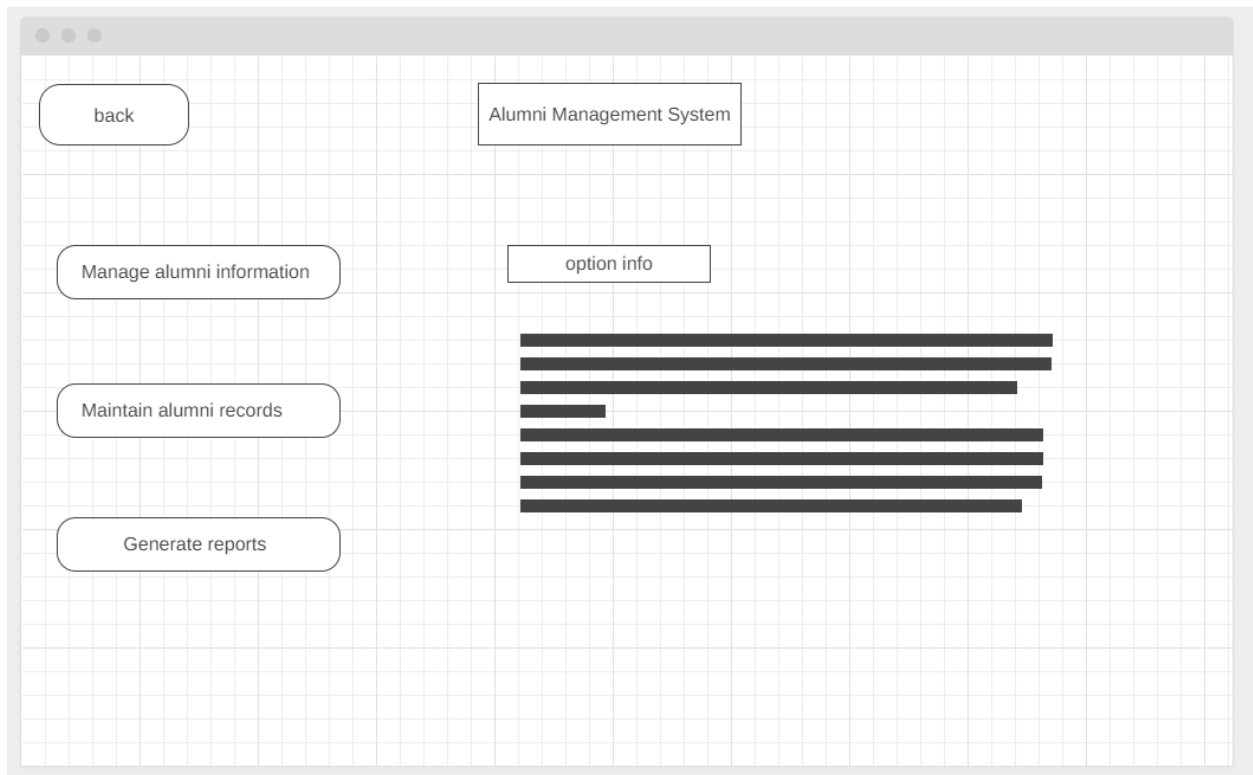 back
Alumni Management System
Manage alumni information
option info
Maintain alumni records
Generate reports